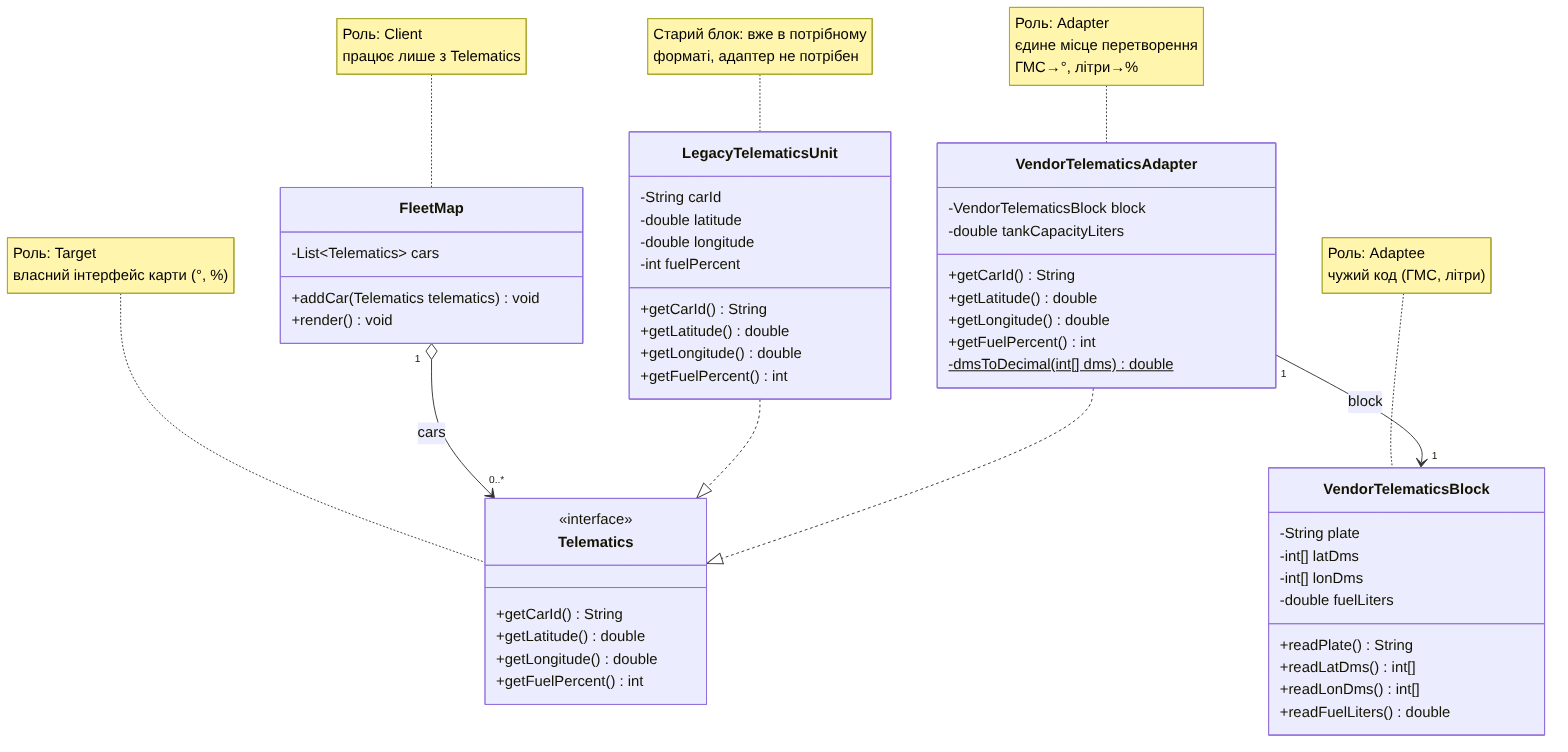 Роль: Client
працює лише з Telematics
Старий блок: вже в потрібному
форматі, адаптер не потрібен
Роль: Adapter
єдине місце перетворення
ГМС→°, літри→%
Роль: Target
власний інтерфейс карти (°, %)
FleetMap
-List<Telematics> cars
+addCar(Telematics telematics) : void
+render() : void
LegacyTelematicsUnit
-String carId
-double latitude
-double longitude
-int fuelPercent
+getCarId() : String
+getLatitude() : double
+getLongitude() : double
+getFuelPercent() : int
VendorTelematicsAdapter
-VendorTelematicsBlock block
-double tankCapacityLiters
+getCarId() : String
+getLatitude() : double
+getLongitude() : double
+getFuelPercent() : int
-dmsToDecimal(int[] dms) : double
Роль: Adaptee
чужий код (ГМС, літри)
1
cars
0..*
1
block
1
«interface»
Telematics
+getCarId() : String
+getLatitude() : double
+getLongitude() : double
+getFuelPercent() : int
VendorTelematicsBlock
-String plate
-int[] latDms
-int[] lonDms
-double fuelLiters
+readPlate() : String
+readLatDms() : int[]
+readLonDms() : int[]
+readFuelLiters() : double